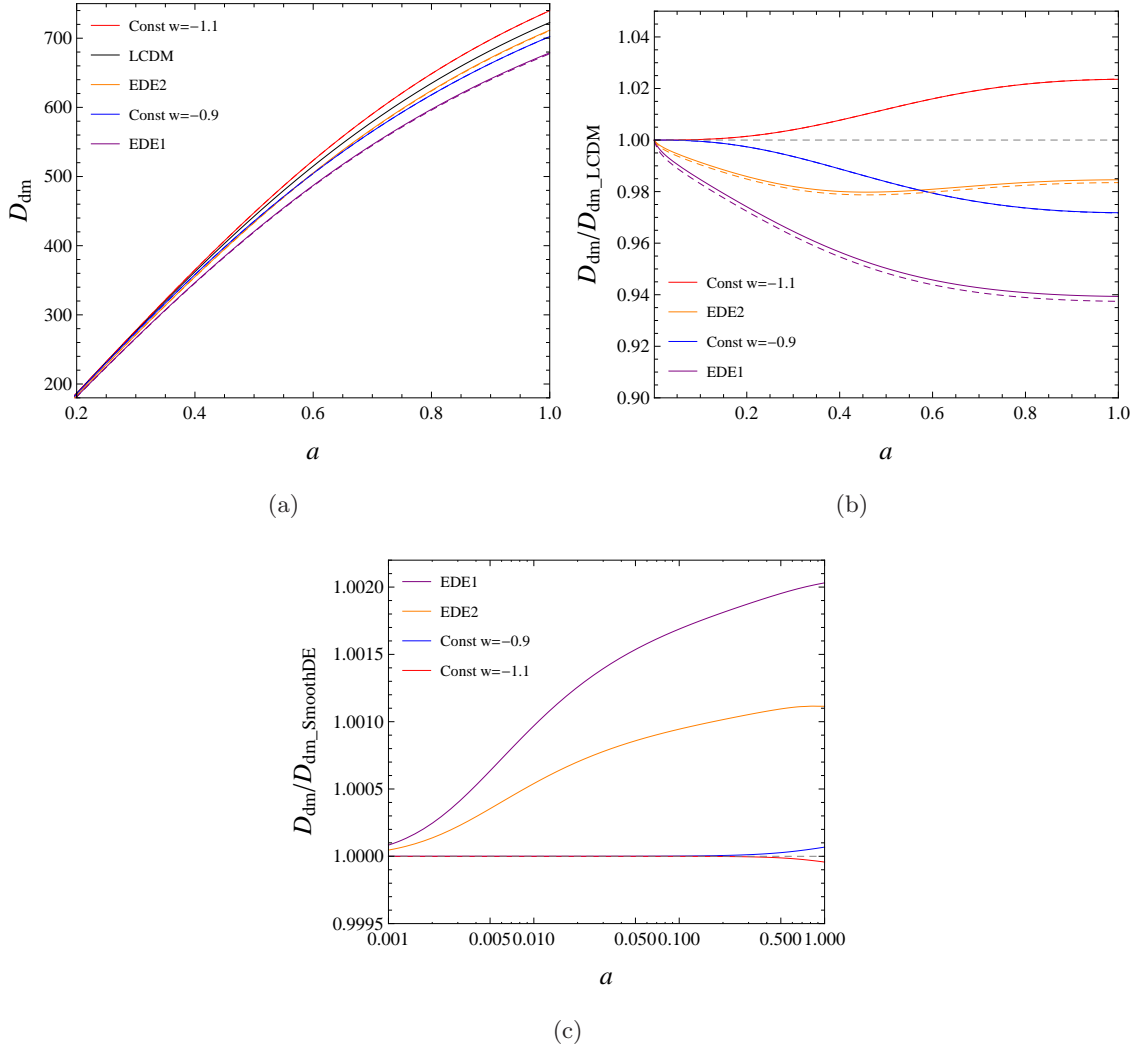 Const w=−1.1
LCDM
EDE2
Const w=−0.9
EDE1
700
600
500
400
300
200
D_dm
0.2
0.4
0.6
0.8
1.0
a
(a)
1.04
1.02
1.00
0.98
0.96
0.94
0.92
0.90
D_dm/D_dm_LCDM
Const w=−1.1
EDE2
Const w=−0.9
EDE1
0.2
0.4
0.6
0.8
1.0
a
(b)
EDE1
EDE2
Const w=−0.9
Const w=−1.1
1.0020
1.0015
1.0010
1.0005
1.0000
0.9995
D_dm/D_dm_SmoothDE
0.001
0.005
0.010
0.050
0.100
0.500
1.000
a
(c)